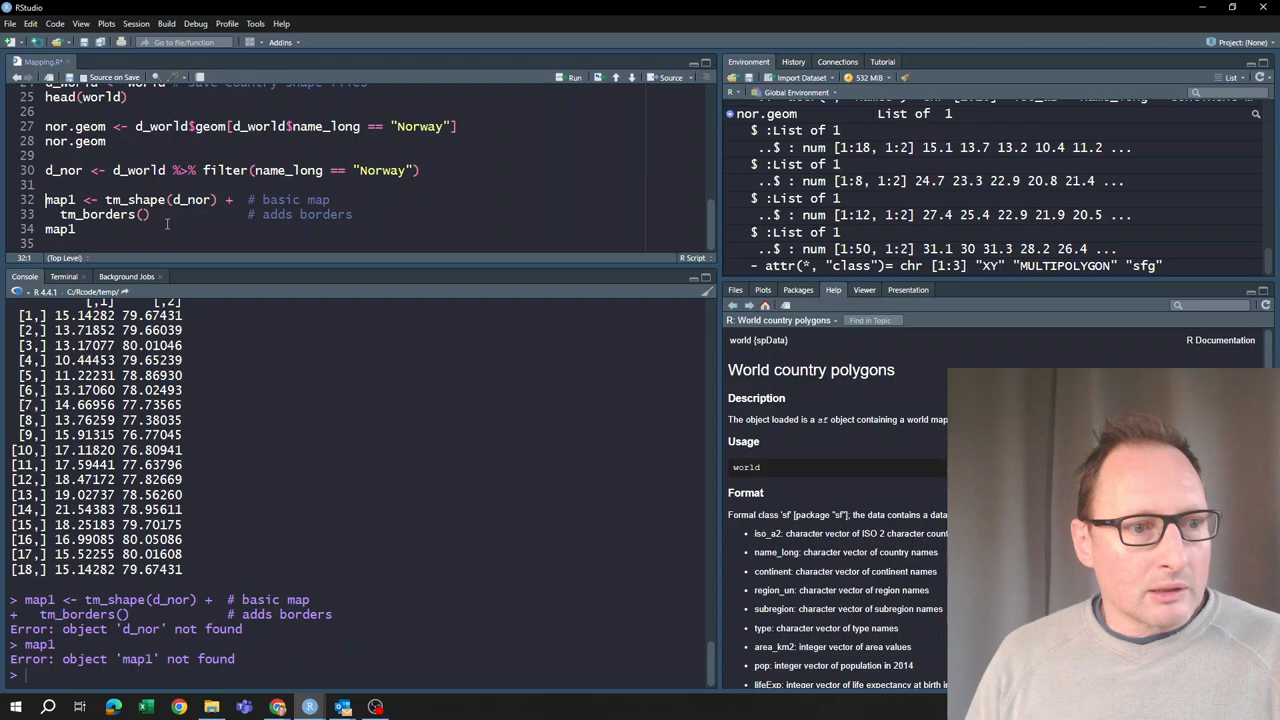 RStudio
File Edit Code View Plots Session Build Debug Profile Tools Help
Go to file/function Addins Project: (None)
Mapping.R*
Source on Save Run Source
25 head(world)
26
27 nor.geom <- d_world$geom[d_world$name_long == "Norway"]
28 nor.geom
29
30 d_nor <- d_world %>% filter(name_long == "Norway")
31
32 map1 <- tm_shape(d_nor) + # basic map
33 tm_borders() # adds borders
34 map1
35
32:1 (Top Level) R Script
Console Terminal Background Jobs
R 4.4.1 · C:/Rcode/temp/
[,1] [,2]
[1,] 15.14282 79.67431
[2,] 13.71852 79.66039
[3,] 13.17077 80.01046
[4,] 10.44453 79.65239
[5,] 11.22231 78.86930
[6,] 13.17060 78.02493
[7,] 14.66956 77.73565
[8,] 13.76259 77.38035
[9,] 15.91315 76.77045
[10,] 17.11820 76.80941
[11,] 17.59441 77.63796
[12,] 18.47172 77.82669
[13,] 19.02737 78.56260
[14,] 21.54383 78.95611
[15,] 18.25183 79.70175
[16,] 16.99085 80.05086
[17,] 15.52255 80.01608
[18,] 15.14282 79.67431
> map1 <- tm_shape(d_nor) + # basic map
+ tm_borders() # adds borders
Error: object 'd_nor' not found
> map1
Error: object 'map1' not found
>
Environment History Connections Tutorial
Import Dataset 532 MiB List
R Global Environment
nor.geom List of 1
$ :List of 1
..$ : num [1:18, 1:2] 15.1 13.7 13.2 10.4 11.2 ...
$ :List of 1
..$ : num [1:8, 1:2] 24.7 23.3 22.9 20.8 21.4 ...
$ :List of 1
..$ : num [1:12, 1:2] 27.4 25.4 22.9 21.9 20.5 ...
$ :List of 1
..$ : num [1:50, 1:2] 31.1 30 31.3 28.2 26.4 ...
- attr(*, "class")= chr [1:3] "XY" "MULTIPOLYGON" "sfg"
Files Plots Packages Help Viewer Presentation
R: World country polygons Find in Topic
world {spData} R Documentation
World country polygons
Description
The object loaded is a sf object containing a world map
Usage
world
Format
Formal class 'sf' [package "sf"]; the data contains a data
iso_a2: character vector of ISO 2 character count
name_long: character vector of country names
continent: character vector of continent names
region_un: character vector of region names
subregion: character vector of subregion names
type: character vector of type names
area_km2: integer vector of area values
pop: integer vector of population in 2014
lifeExp: integer vector of life expectancy at birth